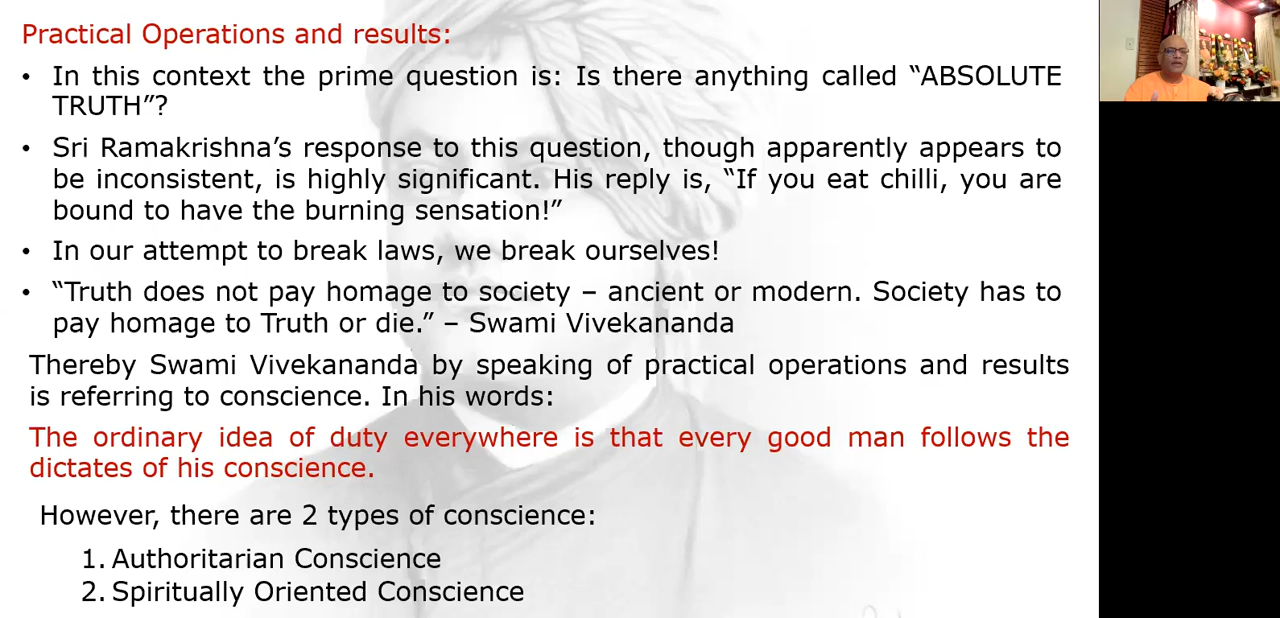 Practical Operations and results:
• In this context the prime question is: Is there anything called “ABSOLUTE
TRUTH”?
• Sri Ramakrishna’s response to this question, though apparently appears to
be inconsistent, is highly significant. His reply is, “If you eat chilli, you are
bound to have the burning sensation!”
• In our attempt to break laws, we break ourselves!
• “Truth does not pay homage to society – ancient or modern. Society has to
pay homage to Truth or die.” – Swami Vivekananda
Thereby Swami Vivekananda by speaking of practical operations and results
is referring to conscience. In his words:
The ordinary idea of duty everywhere is that every good man follows the
dictates of his conscience.
However, there are 2 types of conscience:
1. Authoritarian Conscience
2. Spiritually Oriented Conscience